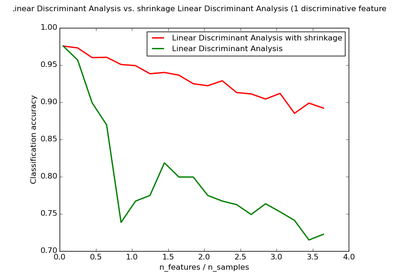 .inear Discriminant Analysis vs. shrinkage Linear Discriminant Analysis (1 discriminative feature
Linear Discriminant Analysis with shrinkage
Linear Discriminant Analysis
1.00
0.95
0.90
0.85
0.80
0.75
0.70
Classification accuracy
0.0 0.5 1.0 1.5 2.0 2.5 3.0 3.5 4.0
n_features / n_samples